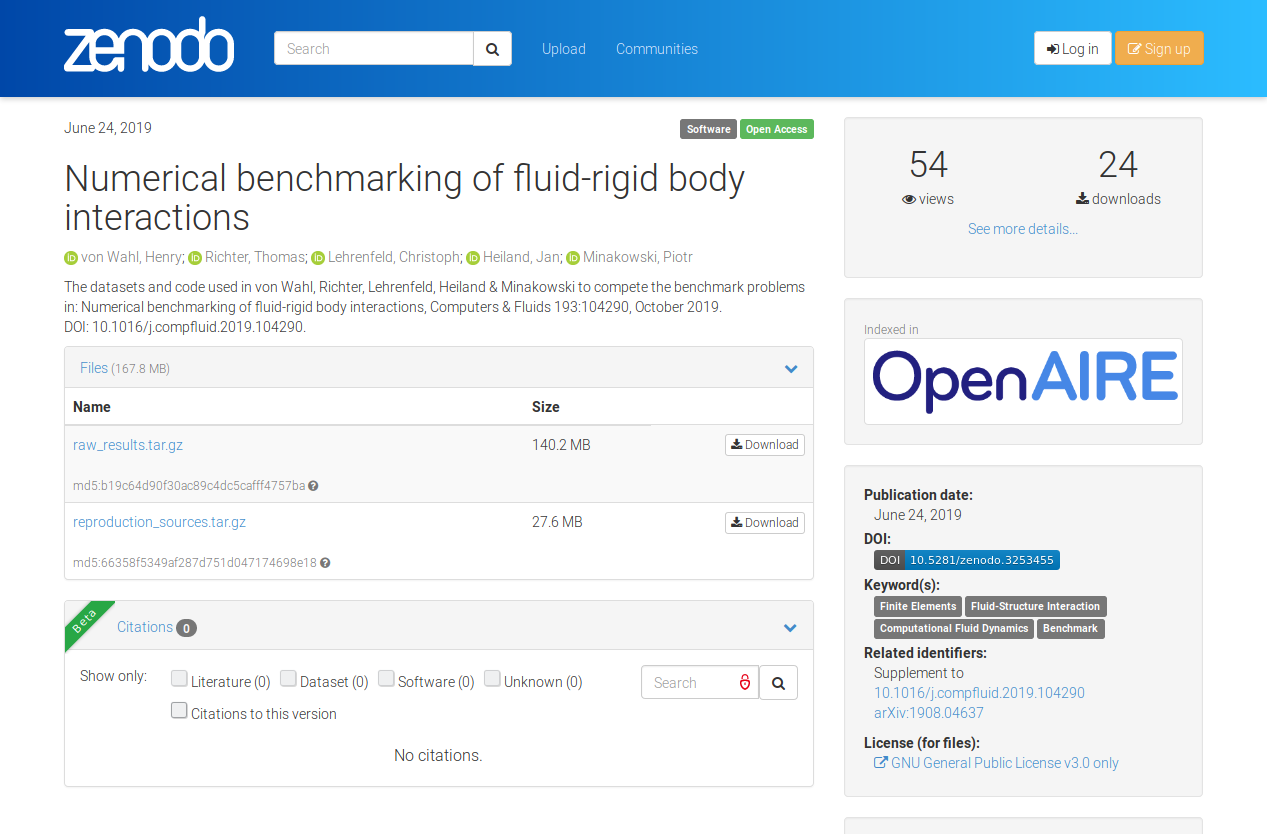 zenodo
Search
Upload
Communities
Log in
Sign up
June 24, 2019
Software
Open Access
Numerical benchmarking of fluid-rigid body
interactions
iD von Wahl, Henry; iD Richter, Thomas; iD Lehrenfeld, Christoph; iD Heiland, Jan; iD Minakowski, Piotr
The datasets and code used in von Wahl, Richter, Lehrenfeld, Heiland & Minakowski to compete the benchmark problems
in: Numerical benchmarking of fluid-rigid body interactions, Computers & Fluids 193:104290, October 2019.
DOI: 10.1016/j.compfluid.2019.104290.
Files (167.8 MB)
Name Size
raw_results.tar.gz 140.2 MB Download
md5:b19c64d90f30ac89c4dc5cafff4757ba ?
reproduction_sources.tar.gz 27.6 MB Download
md5:66358f5349af287d751d047174698e18 ?
Beta
Citations 0
Show only: Literature (0) Dataset (0) Software (0) Unknown (0)
Search
Citations to this version
No citations.
54 24
views downloads
See more details...
Indexed in
OpenAIRE
Publication date:
June 24, 2019
DOI:
DOI 10.5281/zenodo.3253455
Keyword(s):
Finite Elements Fluid-Structure Interaction
Computational Fluid Dynamics Benchmark
Related identifiers:
Supplement to
10.1016/j.compfluid.2019.104290
arXiv:1908.04637
License (for files):
GNU General Public License v3.0 only